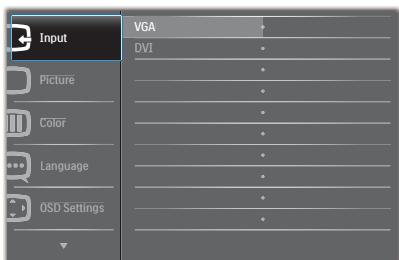 Input
VGA
DVI
Picture
Color
Language
OSD Settings